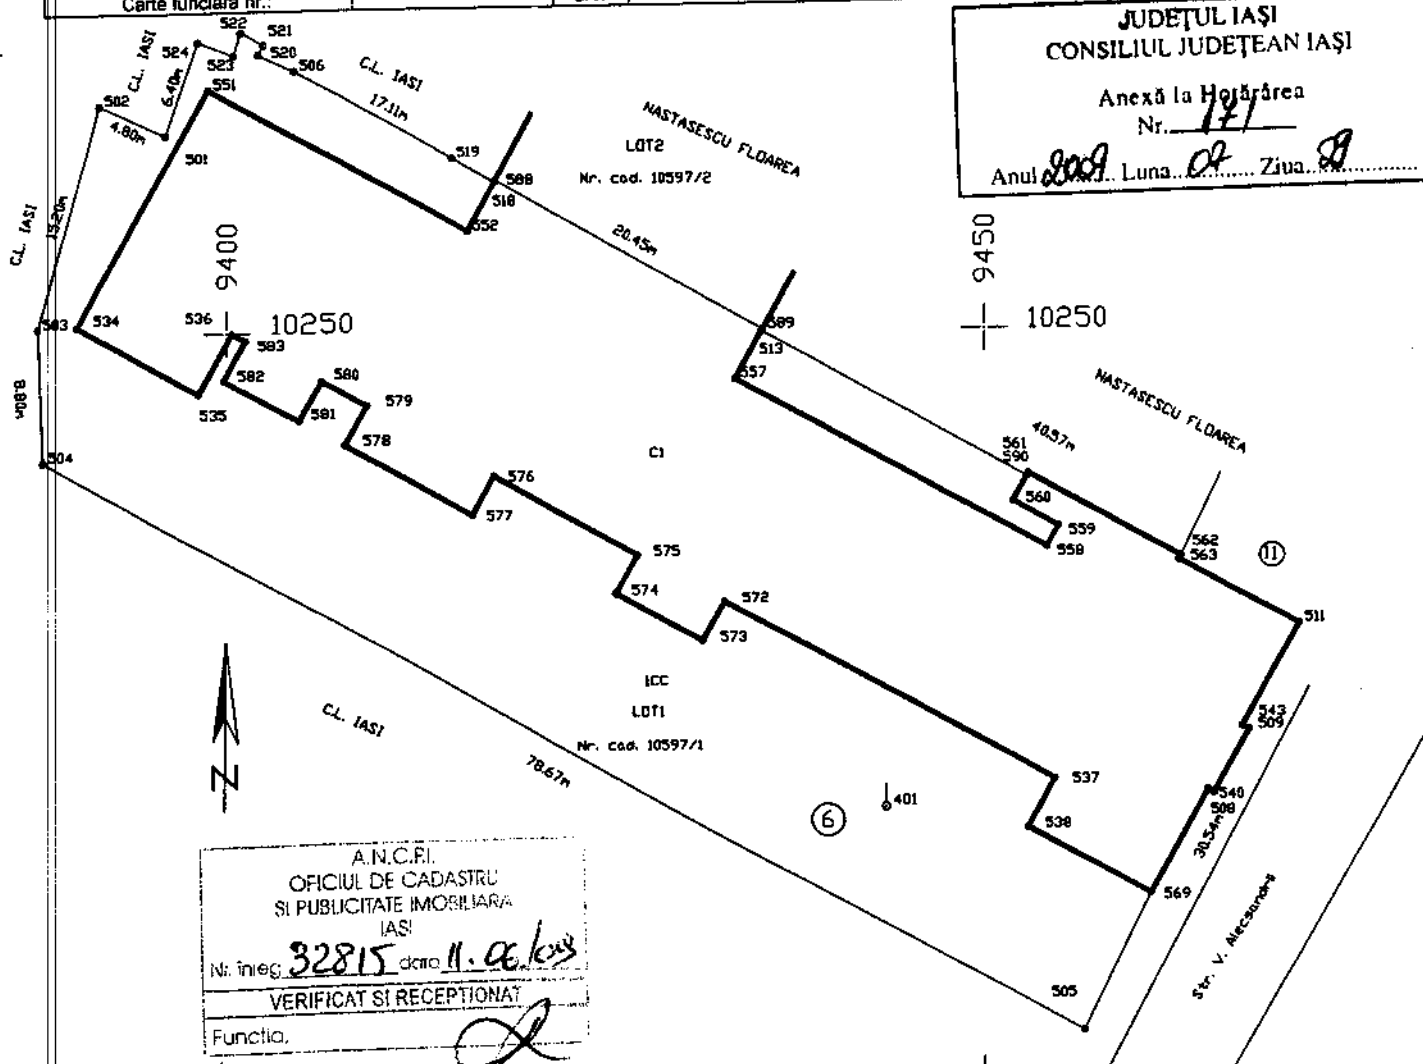 Carte funciara nr.:
JUDEȚUL IAȘI
CONSILIUL JUDEȚEAN IAȘI
Anexă la Hotărârea
Nr. 171
Anul 2009 Luna 07 Ziua 29
522
521
524
520
523
506
C.L. IASI
C.L. IASI
6.40m
551
17.11m
502
4.80m
NASTASESCU FLOAREA
LOT2
Nr. cad. 10597/2
519
501
588
518
552
C.L. IASI
15.20m
20.45m
9400
9450
503
534
536
10250
583
589
10250
513
582
580
557
579
8.80m
535
581
578
NASTASESCU FLOAREA
40.57m
561
590
C1
504
576
560
577
559
558
562
563
11
575
574
572
511
573
ICC
LOT1
Nr. cad. 10597/1
C.L. IASI
543
509
78.67m
537
540
508
401
6
538
30.54m
569
N
Str. V. Alecsandri
505
A.N.C.P.I.
OFICIUL DE CADASTRU
SI PUBLICITATE IMOBILIARA
IASI
Nr. înreg. 32815 data 11.06.
VERIFICAT SI RECEPTIONAT
Functia,